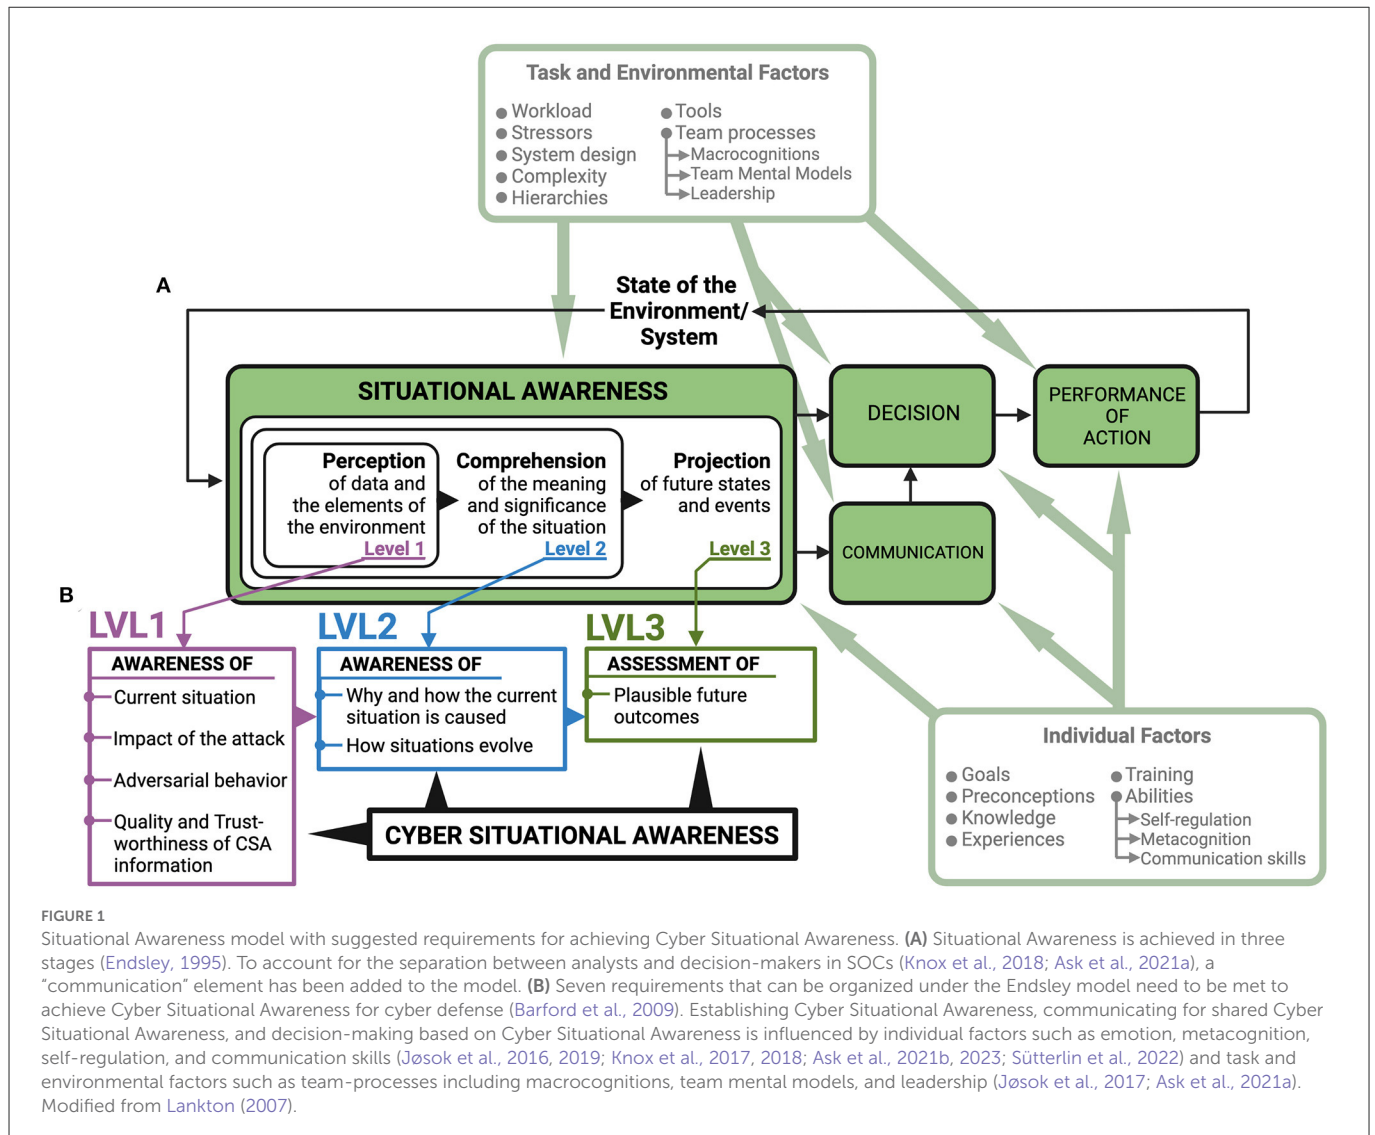 Task and Environmental Factors
Workload
Stressors
System design
Complexity
Hierarchies
Tools
Team processes
Macrocognitions
Team Mental Models
Leadership
A
State of the
Environment/
System
SITUATIONAL AWARENESS
Perception
of data and
the elements of
the environment
Level 1
Comprehension
of the meaning
and significance
of the situation
Level 2
Projection
of future states
and events
Level 3
DECISION
PERFORMANCE
OF
ACTION
COMMUNICATION
B
LVL1
AWARENESS OF
Current situation
Impact of the attack
Adversarial behavior
Quality and Trust-
worthiness of CSA
information
LVL2
AWARENESS OF
Why and how the current
situation is caused
How situations evolve
LVL3
ASSESSMENT OF
Plausible future
outcomes
CYBER SITUATIONAL AWARENESS
Individual Factors
Goals
Preconceptions
Knowledge
Experiences
Training
Abilities
Self-regulation
Metacognition
Communication skills
FIGURE 1
Situational Awareness model with suggested requirements for achieving Cyber Situational Awareness. (A) Situational Awareness is achieved in three
stages (Endsley, 1995). To account for the separation between analysts and decision-makers in SOCs (Knox et al., 2018; Ask et al., 2021a), a
"communication" element has been added to the model. (B) Seven requirements that can be organized under the Endsley model need to be met to
achieve Cyber Situational Awareness for cyber defense (Barford et al., 2009). Establishing Cyber Situational Awareness, communicating for shared Cyber
Situational Awareness, and decision-making based on Cyber Situational Awareness is influenced by individual factors such as emotion, metacognition,
self-regulation, and communication skills (Jøsok et al., 2016, 2019; Knox et al., 2017, 2018; Ask et al., 2021b, 2023; Sütterlin et al., 2022) and task and
environmental factors such as team-processes including macrocognitions, team mental models, and leadership (Jøsok et al., 2017; Ask et al., 2021a).
Modified from Lankton (2007).